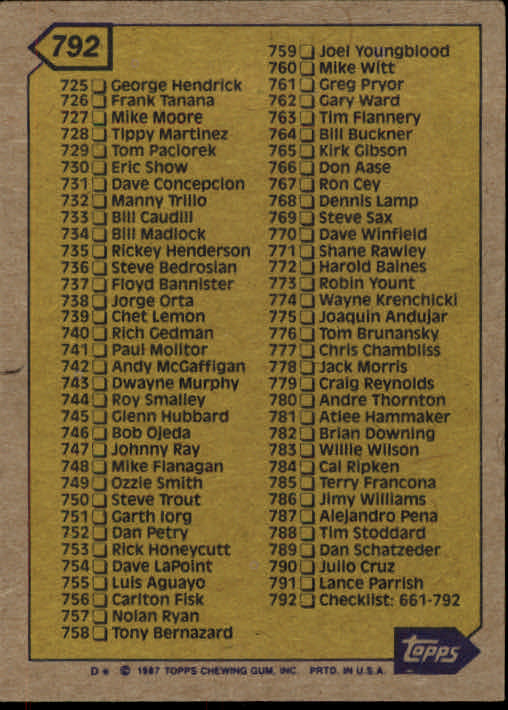 792
725 George Hendrick
726 Frank Tanana
727 Mike Moore
728 Tippy Martinez
729 Tom Paciorek
730 Eric Show
731 Dave Concepcion
732 Manny Trillo
733 Bill Caudill
734 Bill Madlock
735 Rickey Henderson
736 Steve Bedrosian
737 Floyd Bannister
738 Jorge Orta
739 Chet Lemon
740 Rich Gedman
741 Paul Molitor
742 Andy McGaffigan
743 Dwayne Murphy
744 Roy Smalley
745 Glenn Hubbard
746 Bob Ojeda
747 Johnny Ray
748 Mike Flanagan
749 Ozzie Smith
750 Steve Trout
751 Garth Iorg
752 Dan Petry
753 Rick Honeycutt
754 Dave LaPoint
755 Luis Aguayo
756 Carlton Fisk
757 Nolan Ryan
758 Tony Bernazard
759 Joel Youngblood
760 Mike Witt
761 Greg Pryor
762 Gary Ward
763 Tim Flannery
764 Bill Buckner
765 Kirk Gibson
766 Don Aase
767 Ron Cey
768 Dennis Lamp
769 Steve Sax
770 Dave Winfield
771 Shane Rawley
772 Harold Baines
773 Robin Yount
774 Wayne Krenchicki
775 Joaquin Andujar
776 Tom Brunansky
777 Chris Chambliss
778 Jack Morris
779 Craig Reynolds
780 Andre Thornton
781 Atlee Hammaker
782 Brian Downing
783 Willie Wilson
784 Cal Ripken
785 Terry Francona
786 Jimy Williams
787 Alejandro Pena
788 Tim Stoddard
789 Dan Schatzeder
790 Julio Cruz
791 Lance Parrish
792 Checklist: 661-792
Topps
D* © 1987 TOPPS CHEWING GUM, INC. PRTD. IN U.S.A.